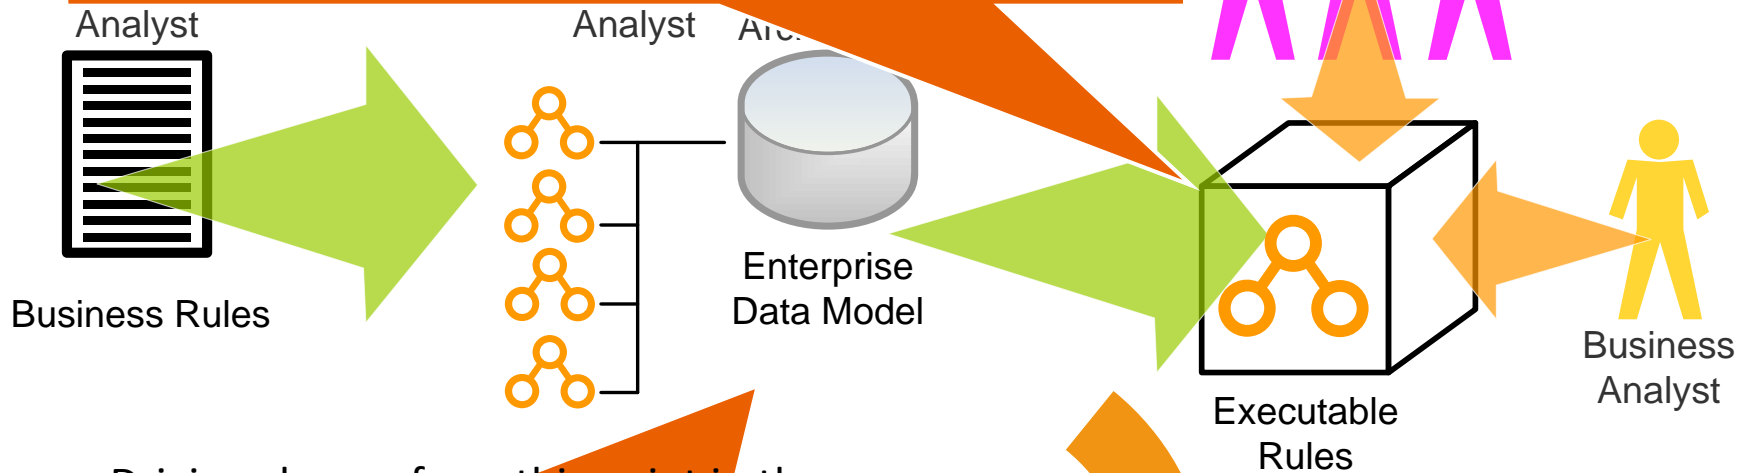 Analyst
Analyst
Business Rules
Enterprise
Data Model
Executable
Rules
Business
Analyst